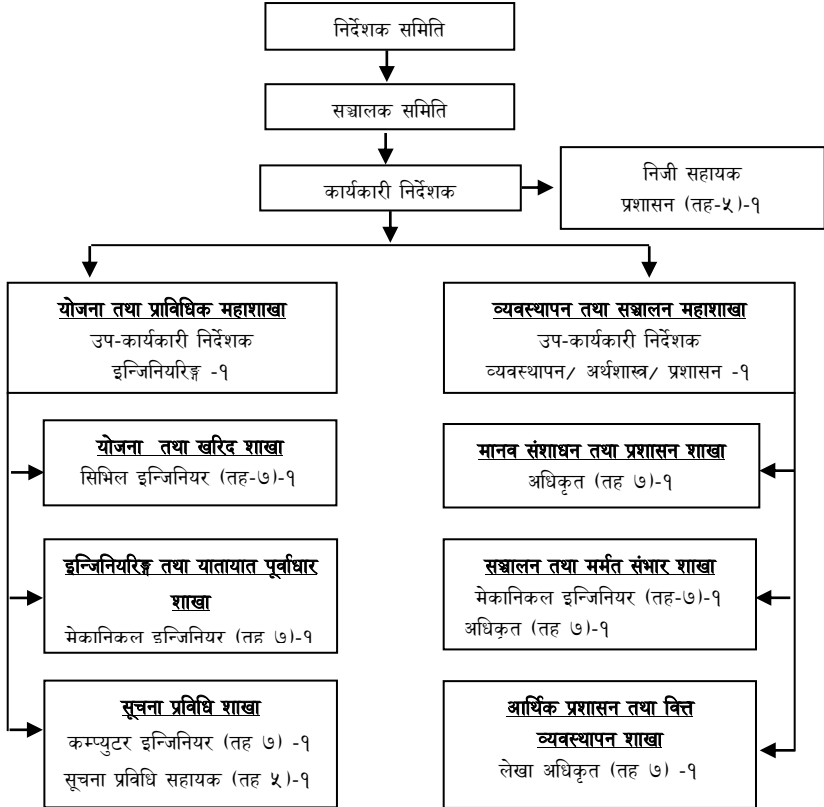 निर्देशक समिति
सञ्चालक समिति
कार्यकारी निर्देशक
निजी सहायक
प्रशासन (तह-५)-१
योजना तथा प्राविधिक महाशाखा
उप-कार्यकारी निर्देशक
इन्जिनियरिङ्ग -१
व्यवस्थापन तथा सञ्चालन महाशाखा
उप-कार्यकारी निर्देशक
व्यवस्थापन/ अर्थशास्त्र/ प्रशासन -१
योजना तथा खरिद शाखा
सिभिल इन्जिनियर (तह-७)-१
मानव संशाधन तथा प्रशासन शाखा
अधिकृत (तह ७)-१
इन्जिनियरिङ्ग तथा यातायात पूर्वाधार
शाखा
मेकानिकल इन्जिनियर (तह ७)-१
सञ्चालन तथा मर्मत संभार शाखा
मेकानिकल इन्जिनियर (तह-७)-१
अधिकृत (तह ७)-१
सूचना प्रविधि शाखा
कम्प्युटर इन्जिनियर (तह ७) -१
सूचना प्रविधि सहायक (तह ५)-१
आर्थिक प्रशासन तथा वित्त
व्यवस्थापन शाखा
लेखा अधिकृत (तह ७) -१